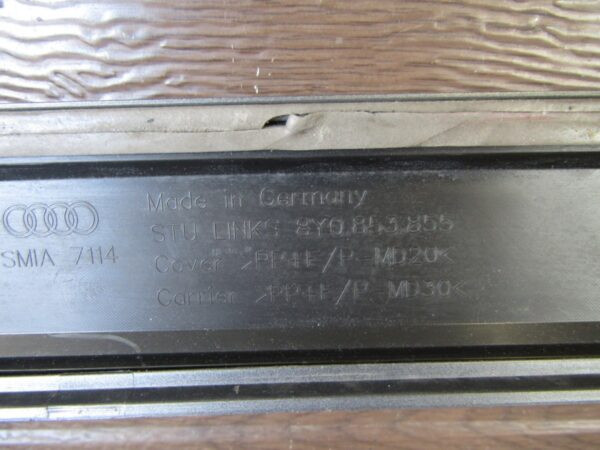 Made in Germany
STU LINKS 8Y0.853.855
SMIA 7114
Cover >PP+E/P MD20<
Carrier >PP+E/P MD30<